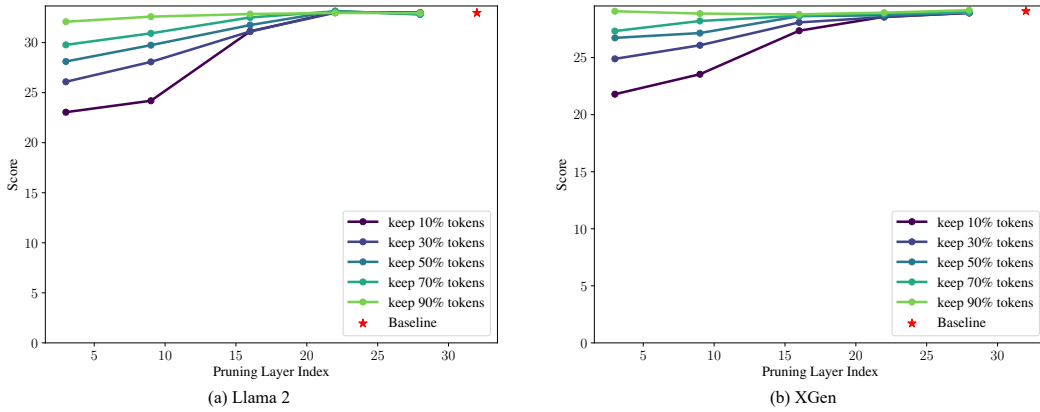 30
25
20
15
10
5
0
Score
5
10
15
20
25
30
Pruning Layer Index
keep 10% tokens
keep 30% tokens
keep 50% tokens
keep 70% tokens
keep 90% tokens
Baseline
(a) Llama 2
25
20
15
10
5
0
Score
5
10
15
20
25
30
Pruning Layer Index
keep 10% tokens
keep 30% tokens
keep 50% tokens
keep 70% tokens
keep 90% tokens
Baseline
(b) XGen